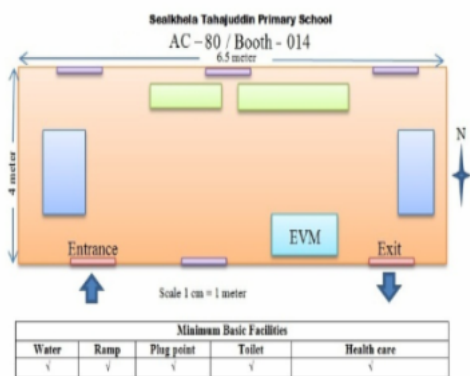 Sealkhela Tahajuddin Primary School
AC – 80 / Booth - 014
6.5 meter
4 meter
N
EVM
Entrance
Exit
Scale 1 cm = 1 meter
Minimum Basic Facilities
Water Ramp Plug point Toilet Health care
√ √ √ √ √